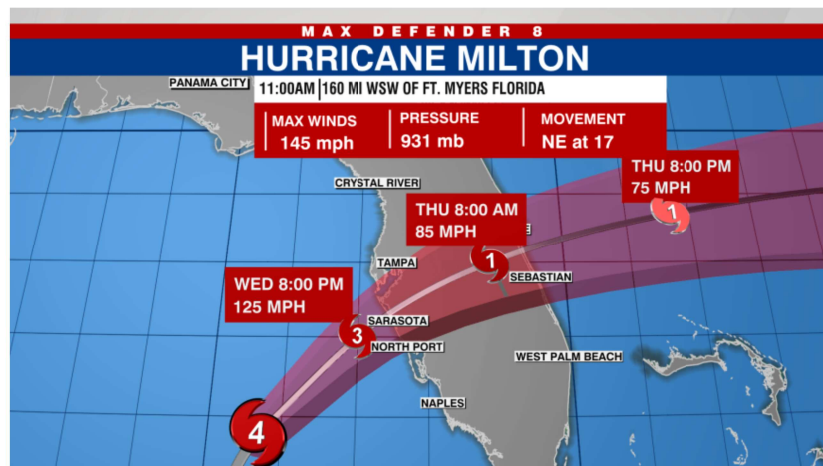 MAX DEFENDER 8
HURRICANE MILTON
PANAMA CITY
11:00AM | 160 MI WSW OF FT. MYERS FLORIDA
MAX WINDS
145 mph
PRESSURE
931 mb
MOVEMENT
NE at 17
THU 8:00 PM
75 MPH
1
CRYSTAL RIVER
THU 8:00 AM
85 MPH
1
TAMPA
SEBASTIAN
WED 8:00 PM
125 MPH
SARASOTA
3
NORTH PORT
WEST PALM BEACH
NAPLES
4